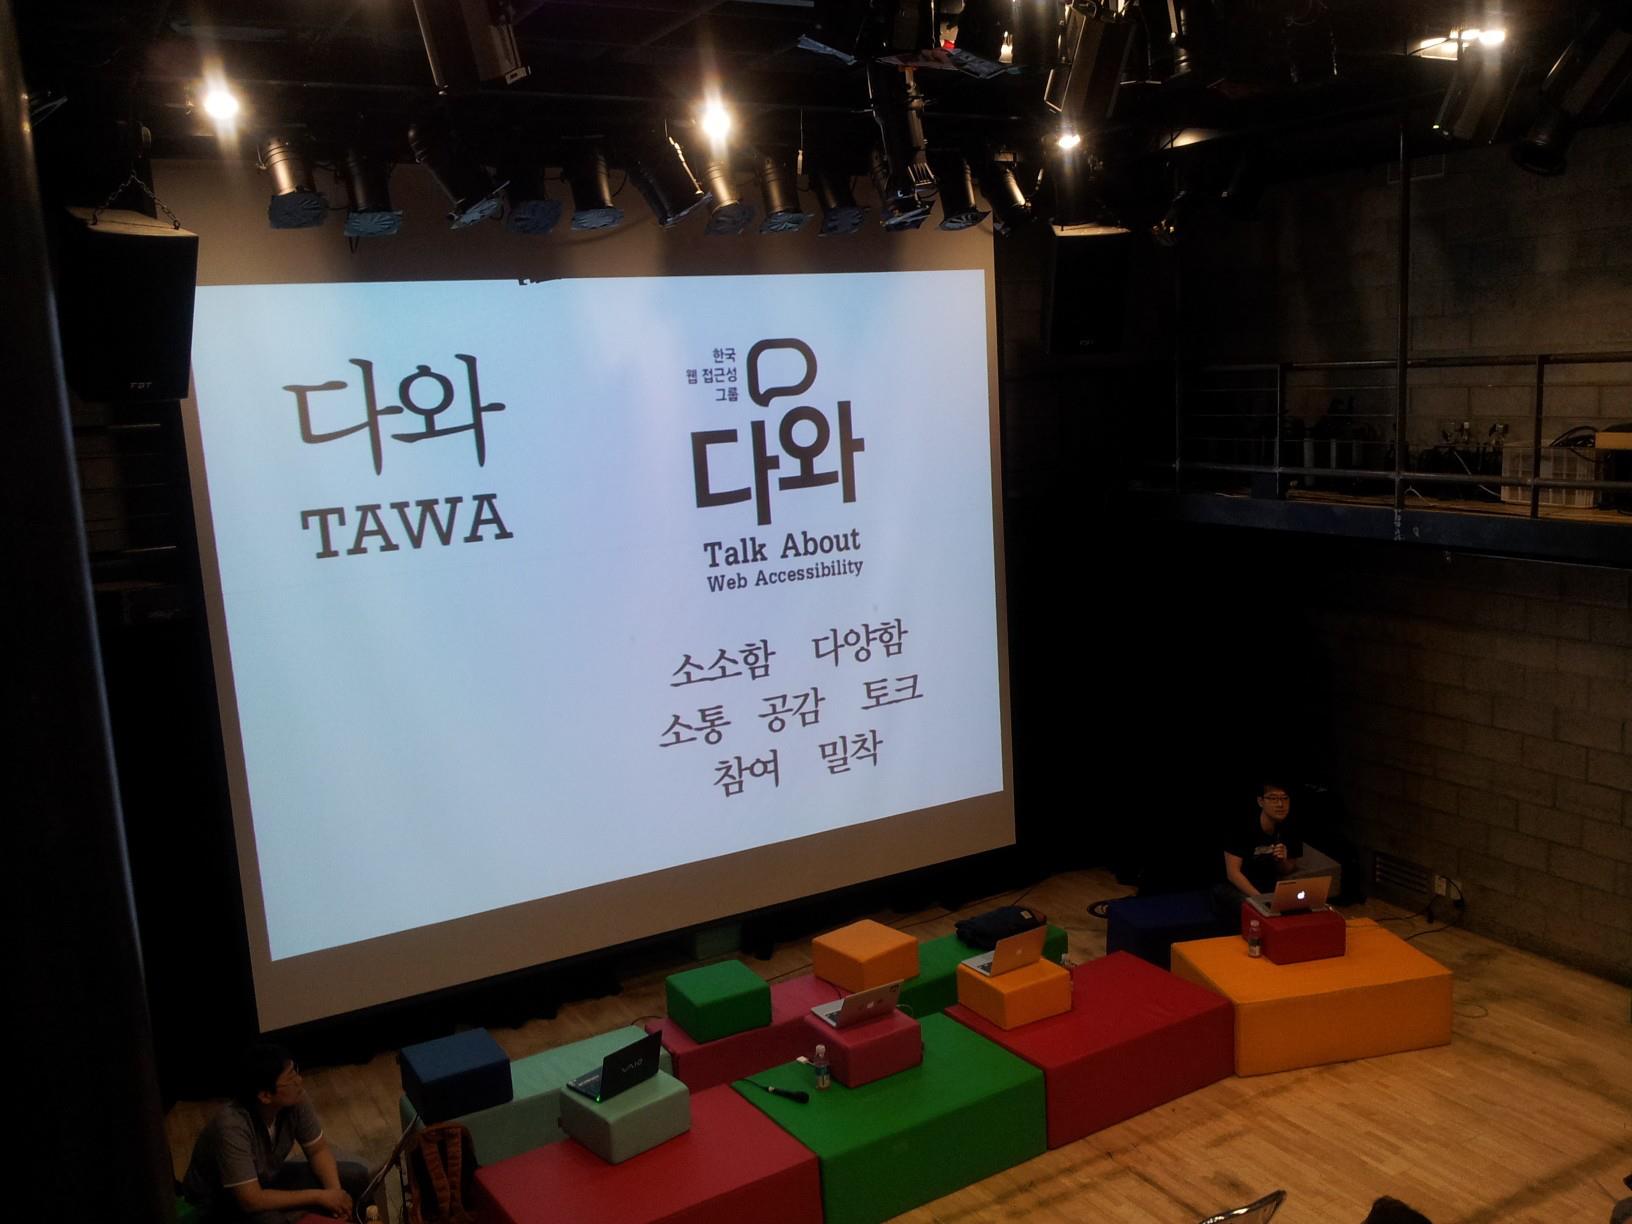 다와
TAWA
한국
웹 접근성
그룹
다와
Talk About
Web Accessibility
소소함 다양함
소통 공감 토크
참여 밀착
FBT
VAIO